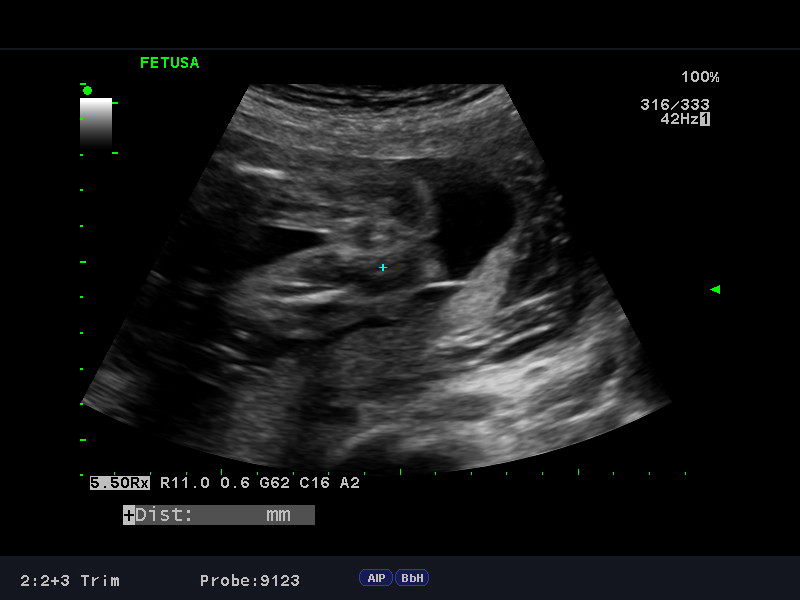 FETUSA
100%
316/333
42Hz1
5.50Rx R11.0 0.6 G62 C16 A2
+Dist: mm
2:2+3 Trim Probe:9123 AIP BbH